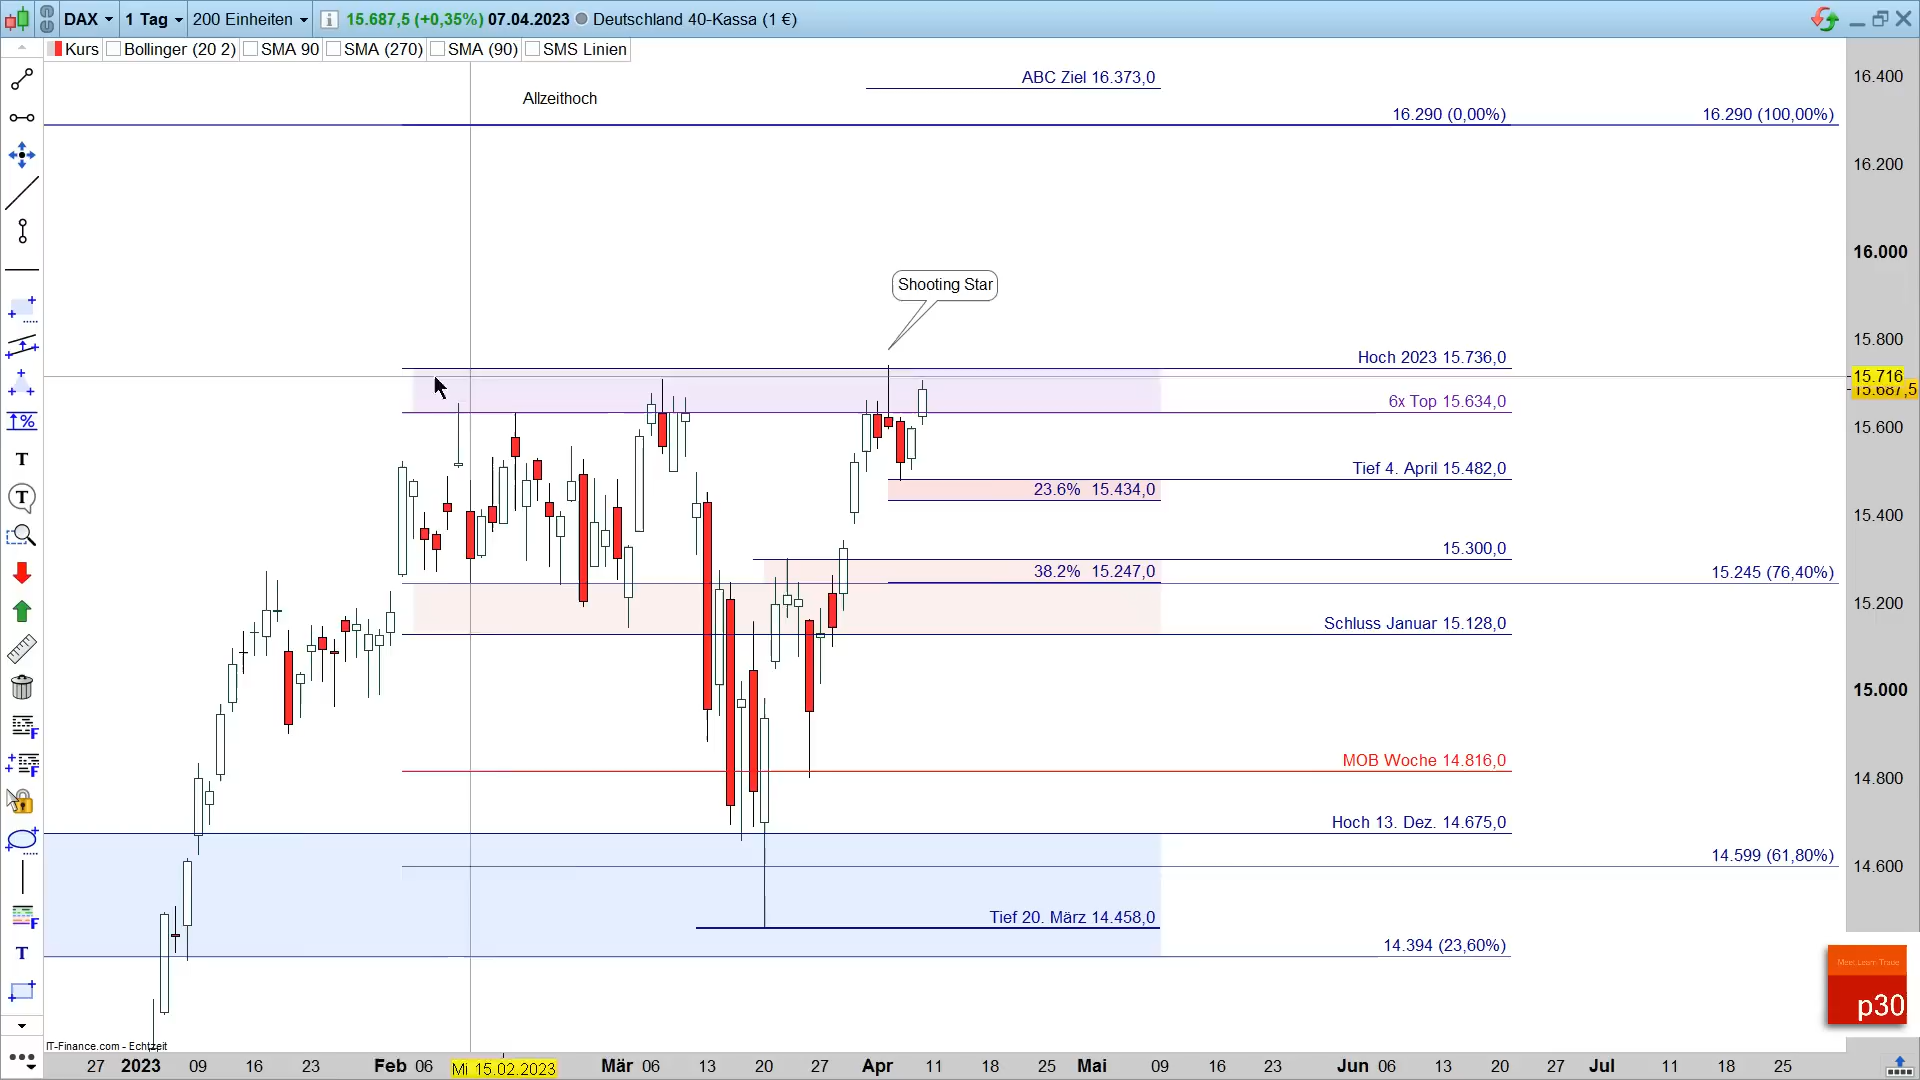 DAX 1 Tag 200 Einheiten 15.687,5 (+0,35%) 07.04.2023 Deutschland 40-Kassa (1 €)
Kurs Bollinger (20 2) SMA 90 SMA (270) SMA (90) SMS Linien
ABC Ziel 16.373,0
16.400
Allzeithoch
16.290 (0,00%) 16.290 (100,00%)
16.200
16.000
Shooting Star
15.800
Hoch 2023 15.736,0
15.716
15.687,5
6x Top 15.634,0
15.600
Tief 4. April 15.482,0
23.6% 15.434,0
15.400
15.300,0
38.2% 15.247,0
15.245 (76,40%)
15.200
Schluss Januar 15.128,0
15.000
MOB Woche 14.816,0
14.800
Hoch 13. Dez. 14.675,0
14.599 (61,80%)
14.600
Tief 20. März 14.458,0
14.394 (23,60%)
Meet Learn Trade
p30
IT-Finance.com - Echtzeit
27 2023 09 16 23 Feb 06 Mi 15.02.2023 Mär 06 13 20 27 Apr 11 18 25 Mai 09 16 23 Jun 06 13 20 27 Jul 11 18 25